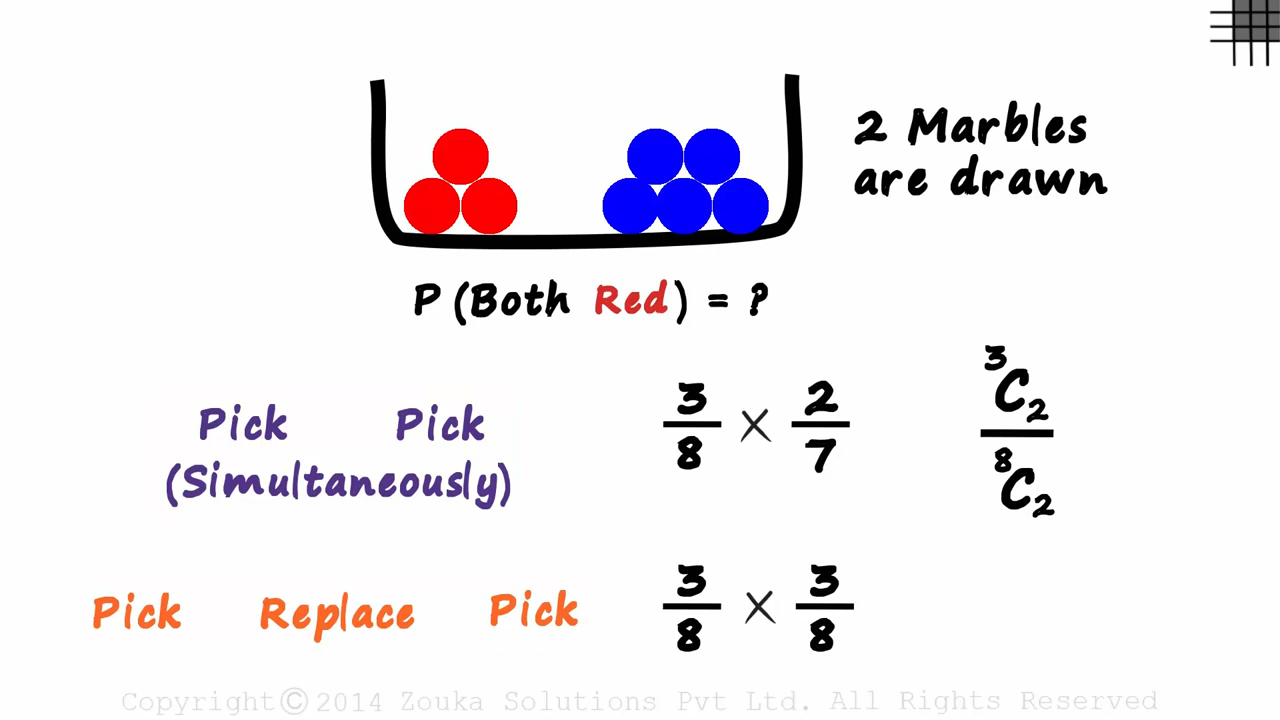 2 Marbles
are drawn
P (Both Red) = ?
Pick Pick
(Simultaneously)
3/8 × 2/7
³C₂/⁸C₂
Pick Replace Pick
3/8 × 3/8
Copyright©2014 Zouka Solutions Pvt Ltd. All Rights Reserved